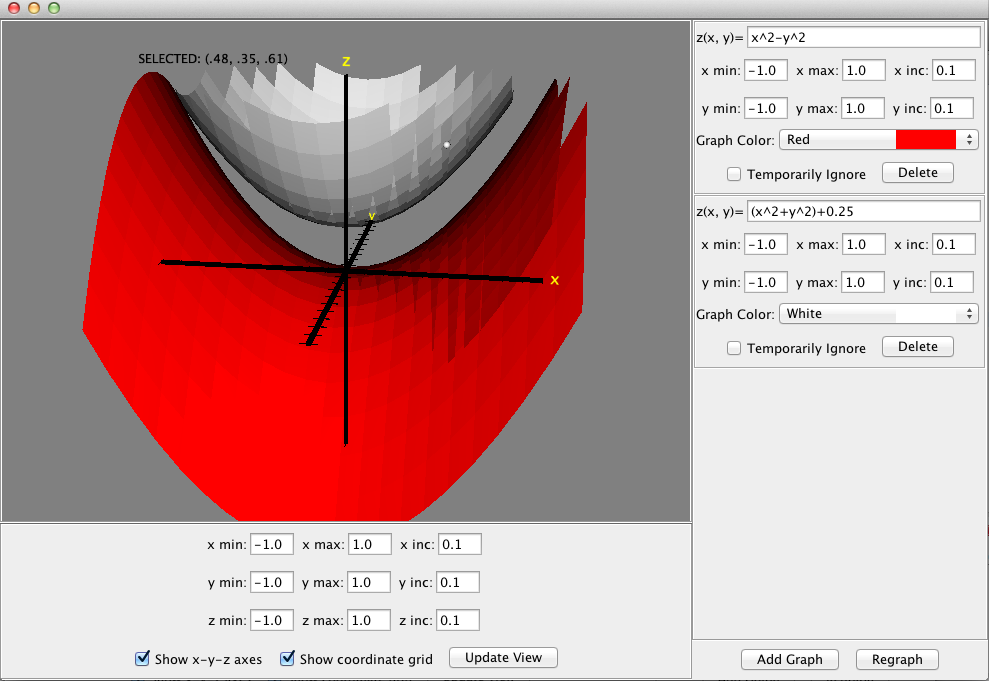 SELECTED: (.48, .35, .61)
Z
Y
X
z(x, y)= x^2-y^2
x min: -1.0 x max: 1.0 x inc: 0.1
y min: -1.0 y max: 1.0 y inc: 0.1
Graph Color: Red
Temporarily Ignore Delete
z(x, y)= (x^2+y^2)+0.25
x min: -1.0 x max: 1.0 x inc: 0.1
y min: -1.0 y max: 1.0 y inc: 0.1
Graph Color: White
Temporarily Ignore Delete
x min: -1.0 x max: 1.0 x inc: 0.1
y min: -1.0 y max: 1.0 y inc: 0.1
z min: -1.0 z max: 1.0 z inc: 0.1
Show x-y-z axes Show coordinate grid Update View
Add Graph Regraph